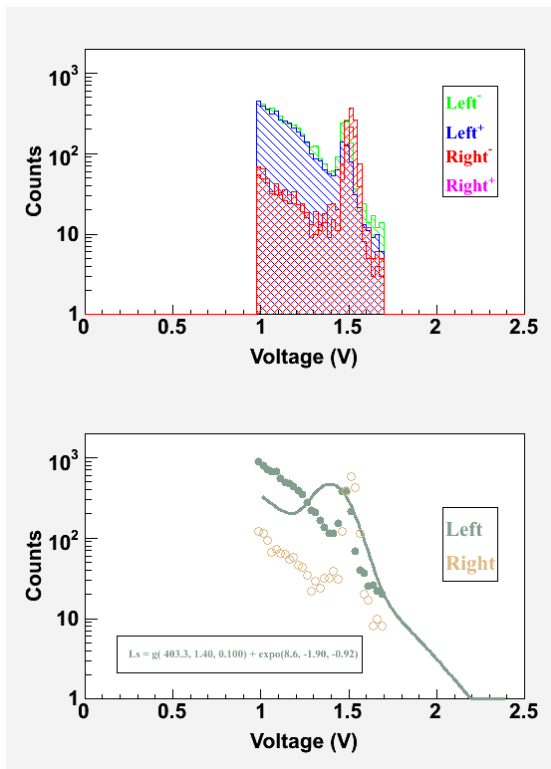 Counts
10³
10²
10
1
Left⁻
Left⁺
Right⁻
Right⁺
0 0.5 1 1.5 2 2.5
Voltage (V)
Counts
10³
10²
10
1
Left
Right
Ls = g( 403.3, 1.40, 0.100) + expo(8.6, -1.90, -0.92)
0 0.5 1 1.5 2 2.5
Voltage (V)